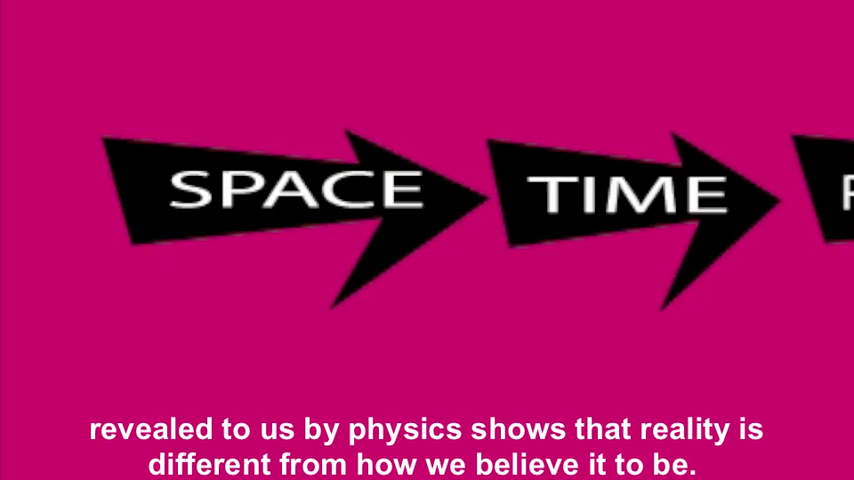 SPACE TIME
revealed to us by physics shows that reality is
different from how we believe it to be.